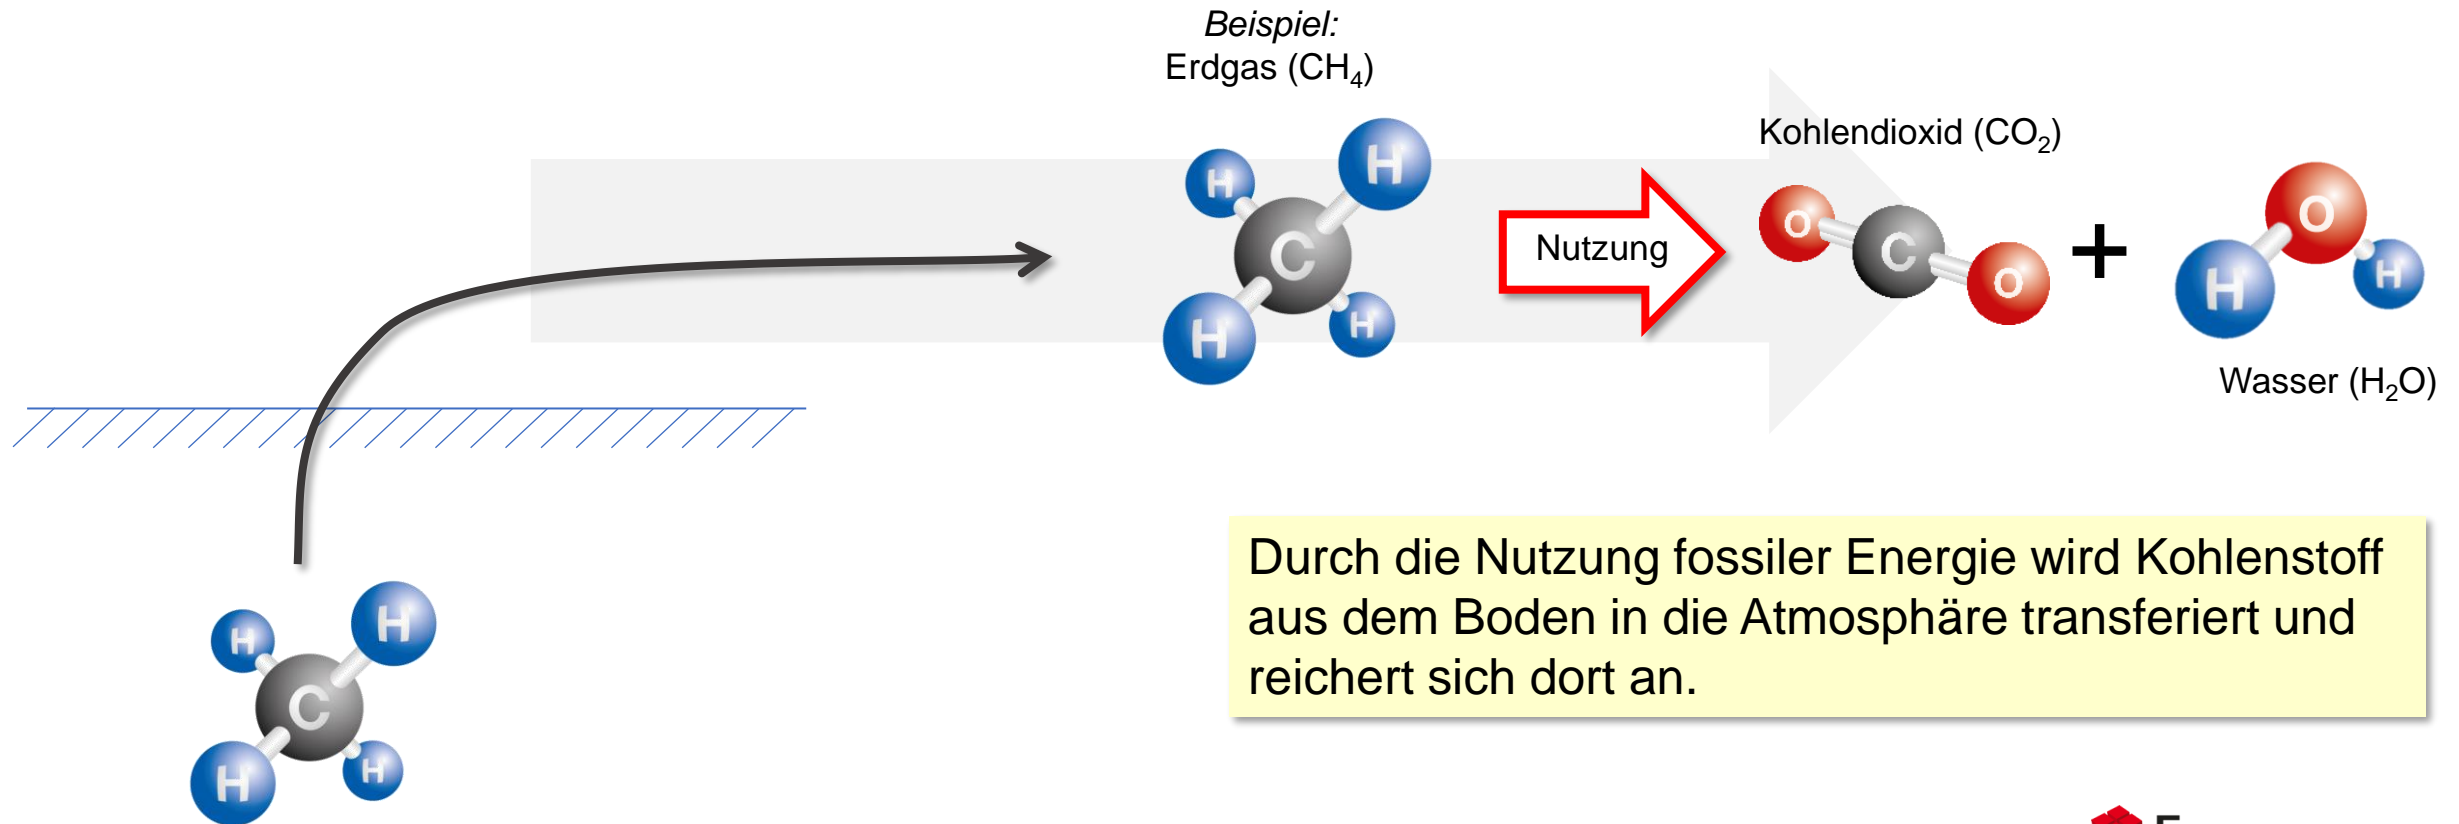 Beispiel:
Erdgas (CH₄)
Kohlendioxid (CO₂)
H
H
C
H
H
Nutzung
O
C
O
+
O
H
H
Wasser (H₂O)
Durch die Nutzung fossiler Energie wird Kohlenstoff
aus dem Boden in die Atmosphäre transferiert und
reichert sich dort an.
H
H
C
H
H